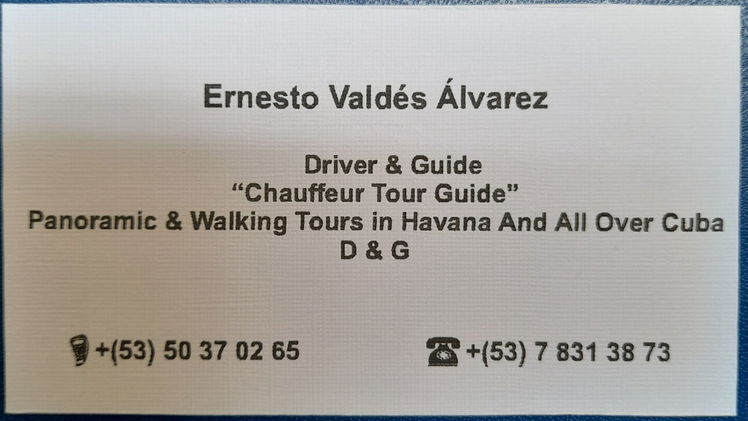 Ernesto Valdés Álvarez
Driver & Guide
“Chauffeur Tour Guide”
Panoramic & Walking Tours in Havana And All Over Cuba
D & G
+(53) 50 37 02 65
+(53) 7 831 38 73